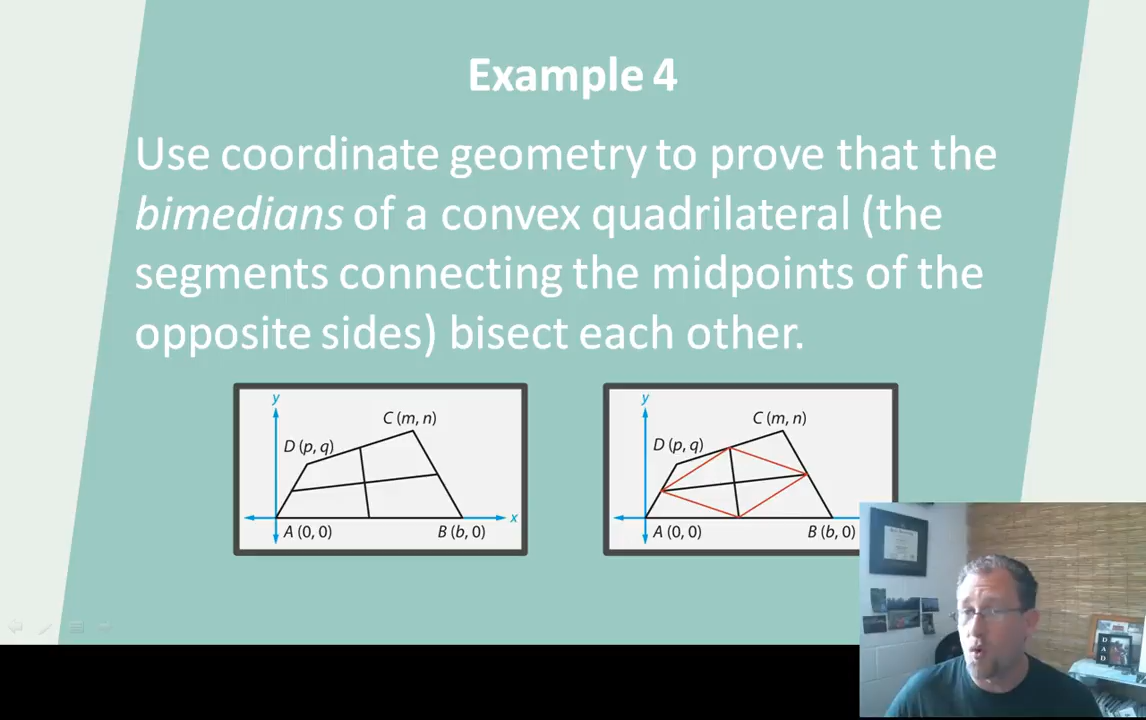 Example 4
Use coordinate geometry to prove that the
bimedians of a convex quadrilateral (the
segments connecting the midpoints of the
opposite sides) bisect each other.
y
C (m, n)
D (p, q)
A (0, 0)
B (b, 0)
x
y
C (m, n)
D (p, q)
A (0, 0)
B (b, 0)
DAD